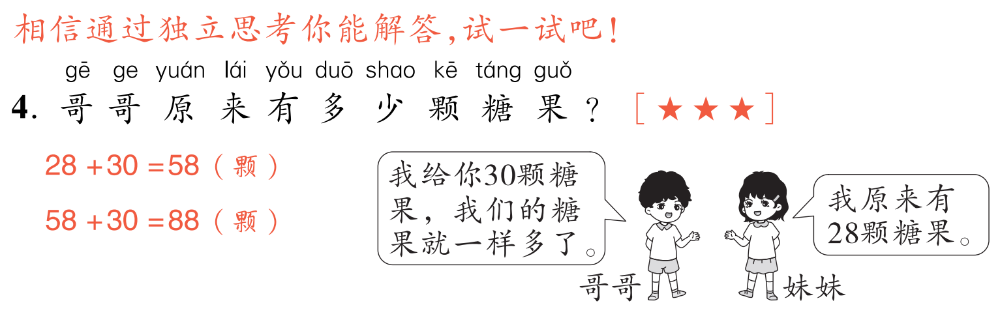 相信通过独立思考你能解答,试一试吧!
gē ge yuán lái yǒu duō shao kē táng guǒ
4. 哥哥原来有多少颗糖果? [★★★]
28+30=58(颗)
58+30=88(颗)
我给你30颗糖
果,我们的糖
果就一样多了。
哥哥
我原来有
28颗糖果。
妹妹